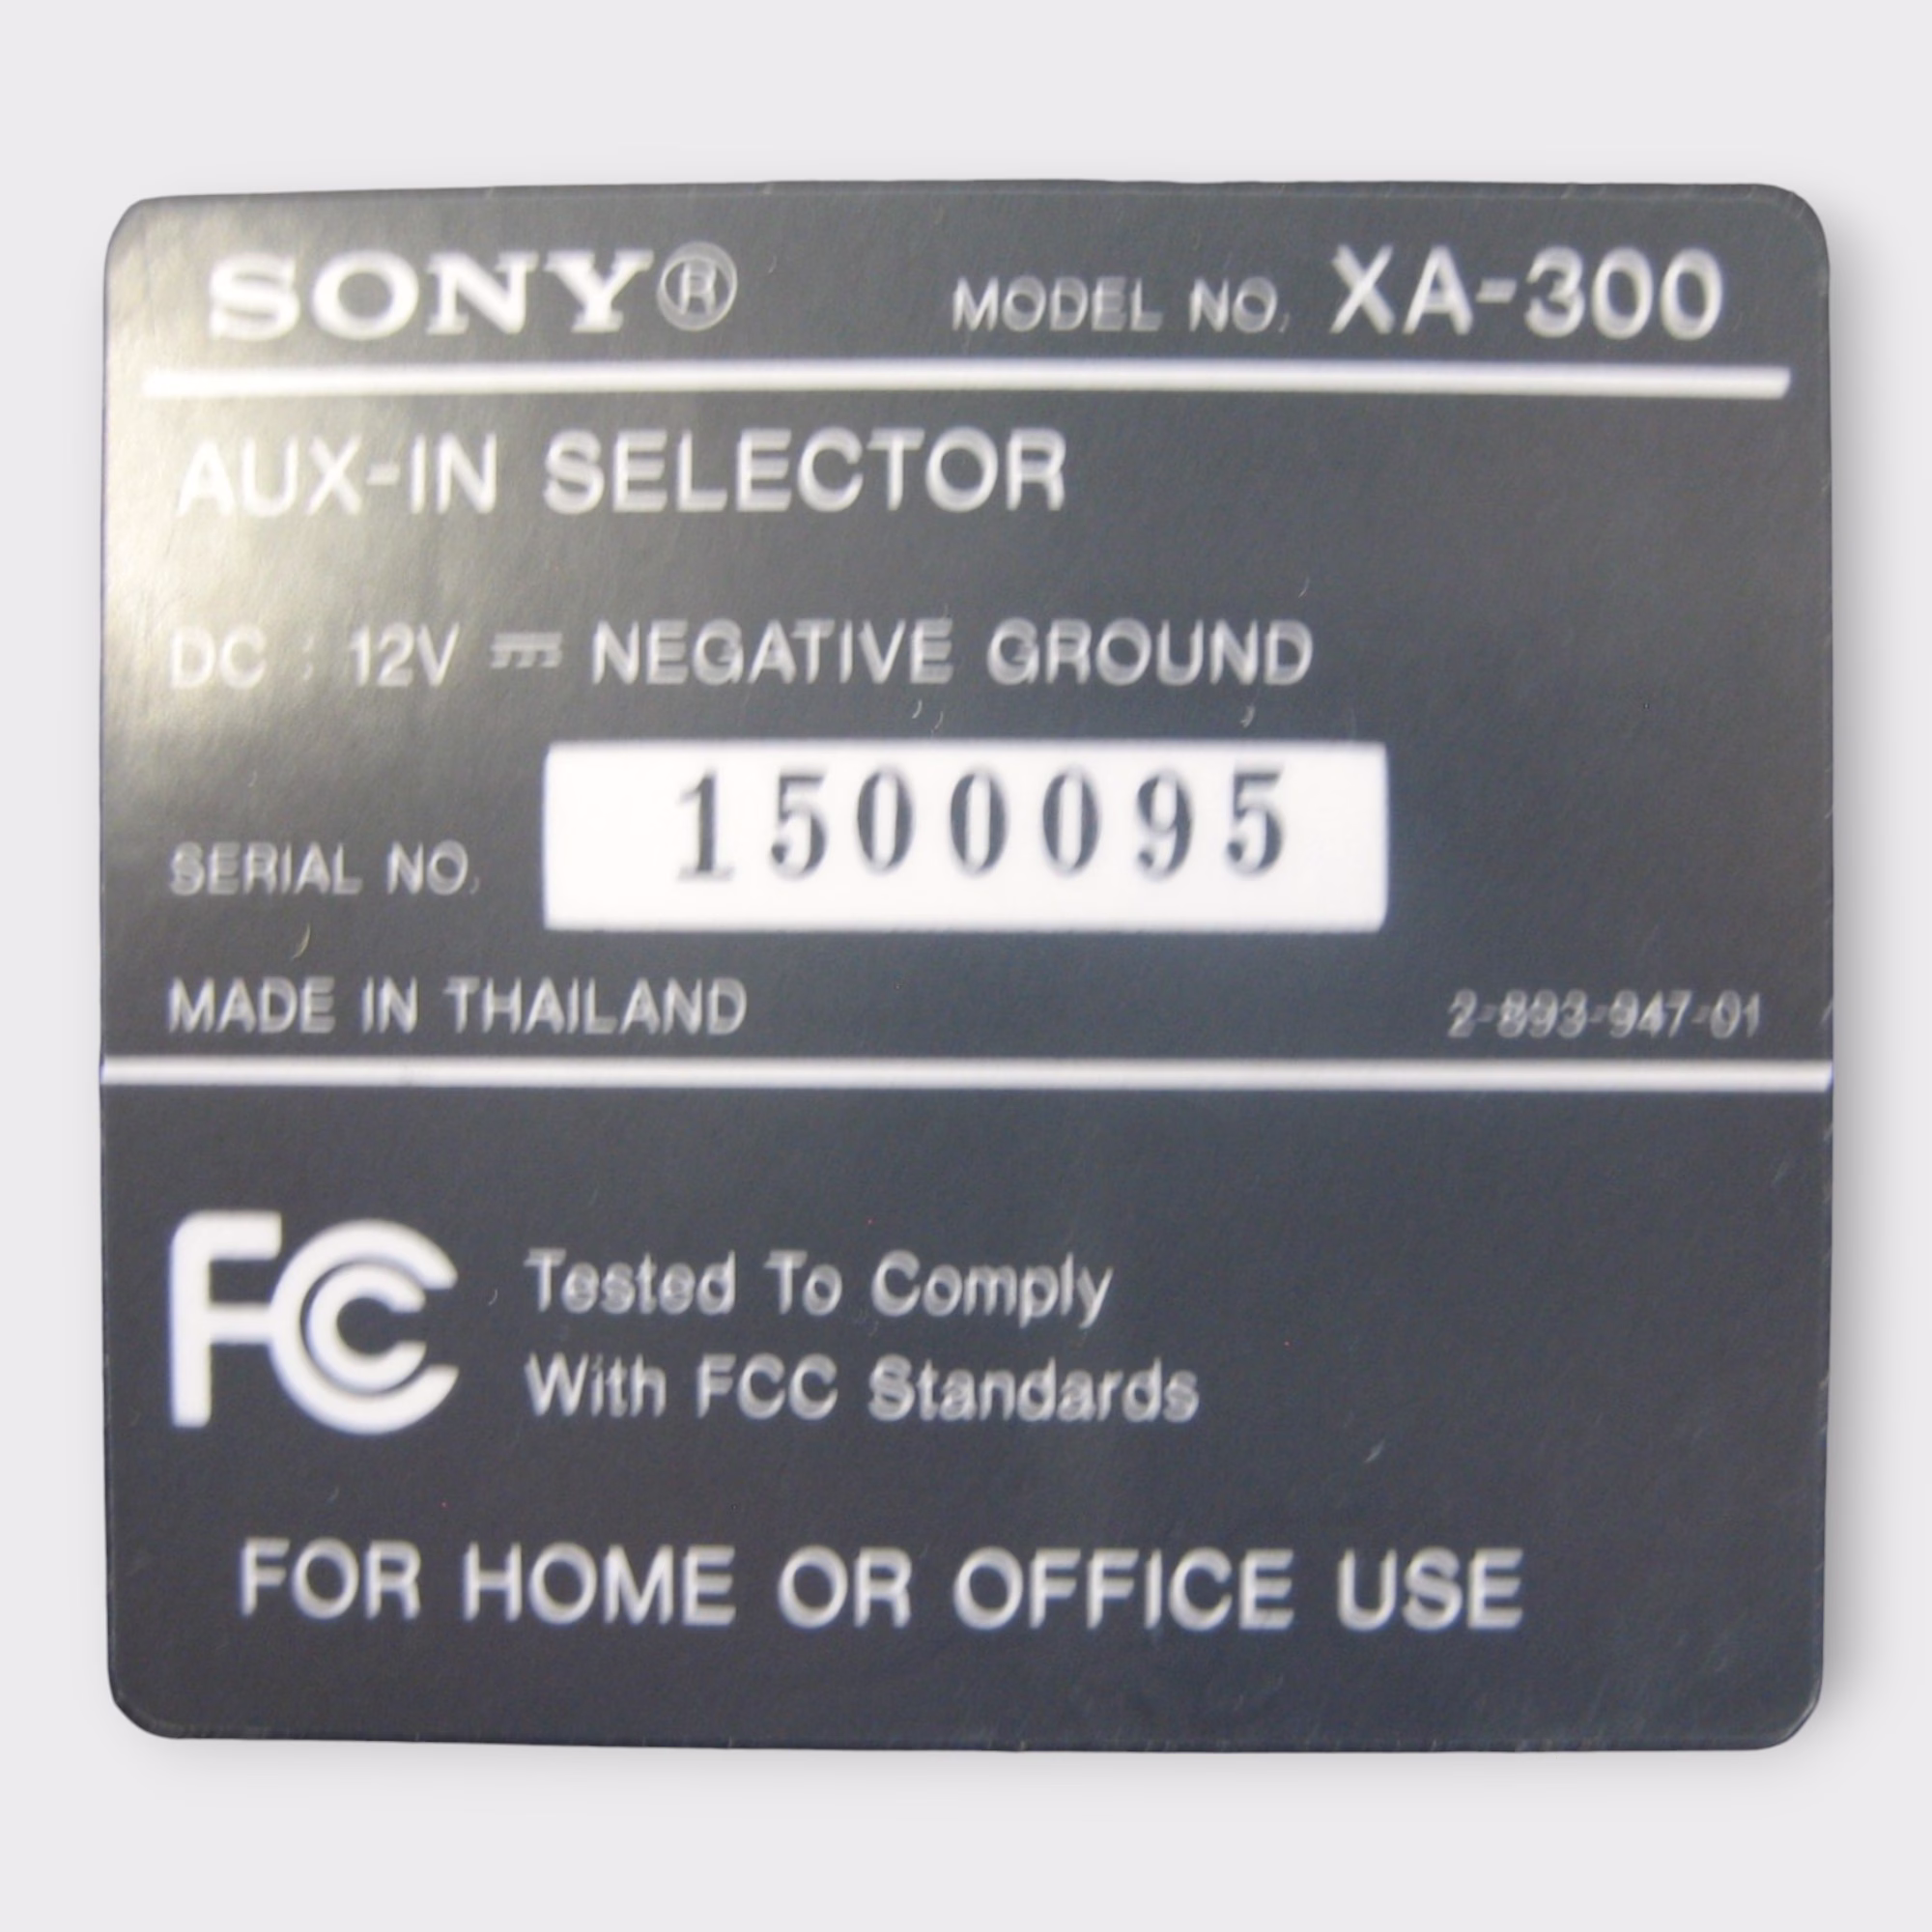 SONY® MODEL NO. XA-300
AUX-IN SELECTOR
DC : 12V ⎓ NEGATIVE GROUND
SERIAL NO. 1500095
MADE IN THAILAND 2-893-947-01
FC Tested To Comply
With FCC Standards
FOR HOME OR OFFICE USE